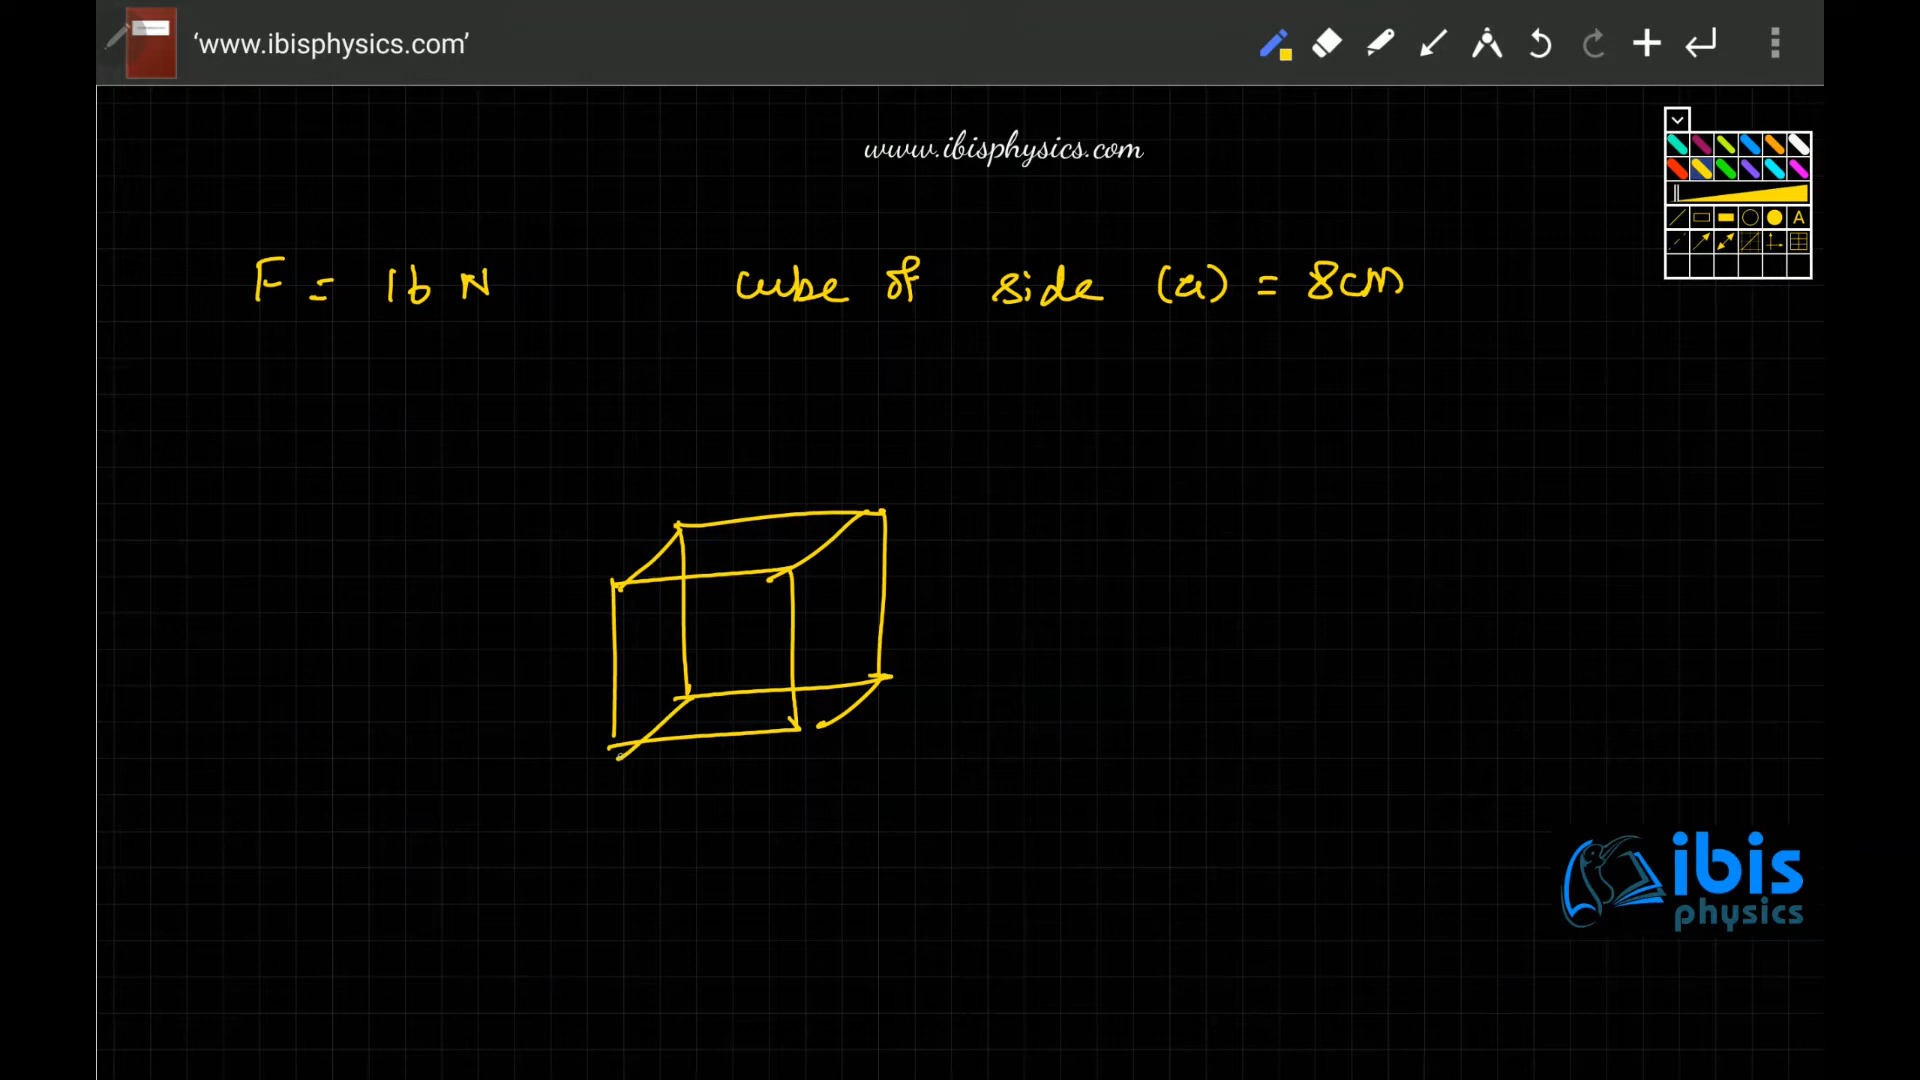 'www.ibisphysics.com'
www.ibisphysics.com
F = 16 N cube of side (a) = 8cm
A
ibis
physics